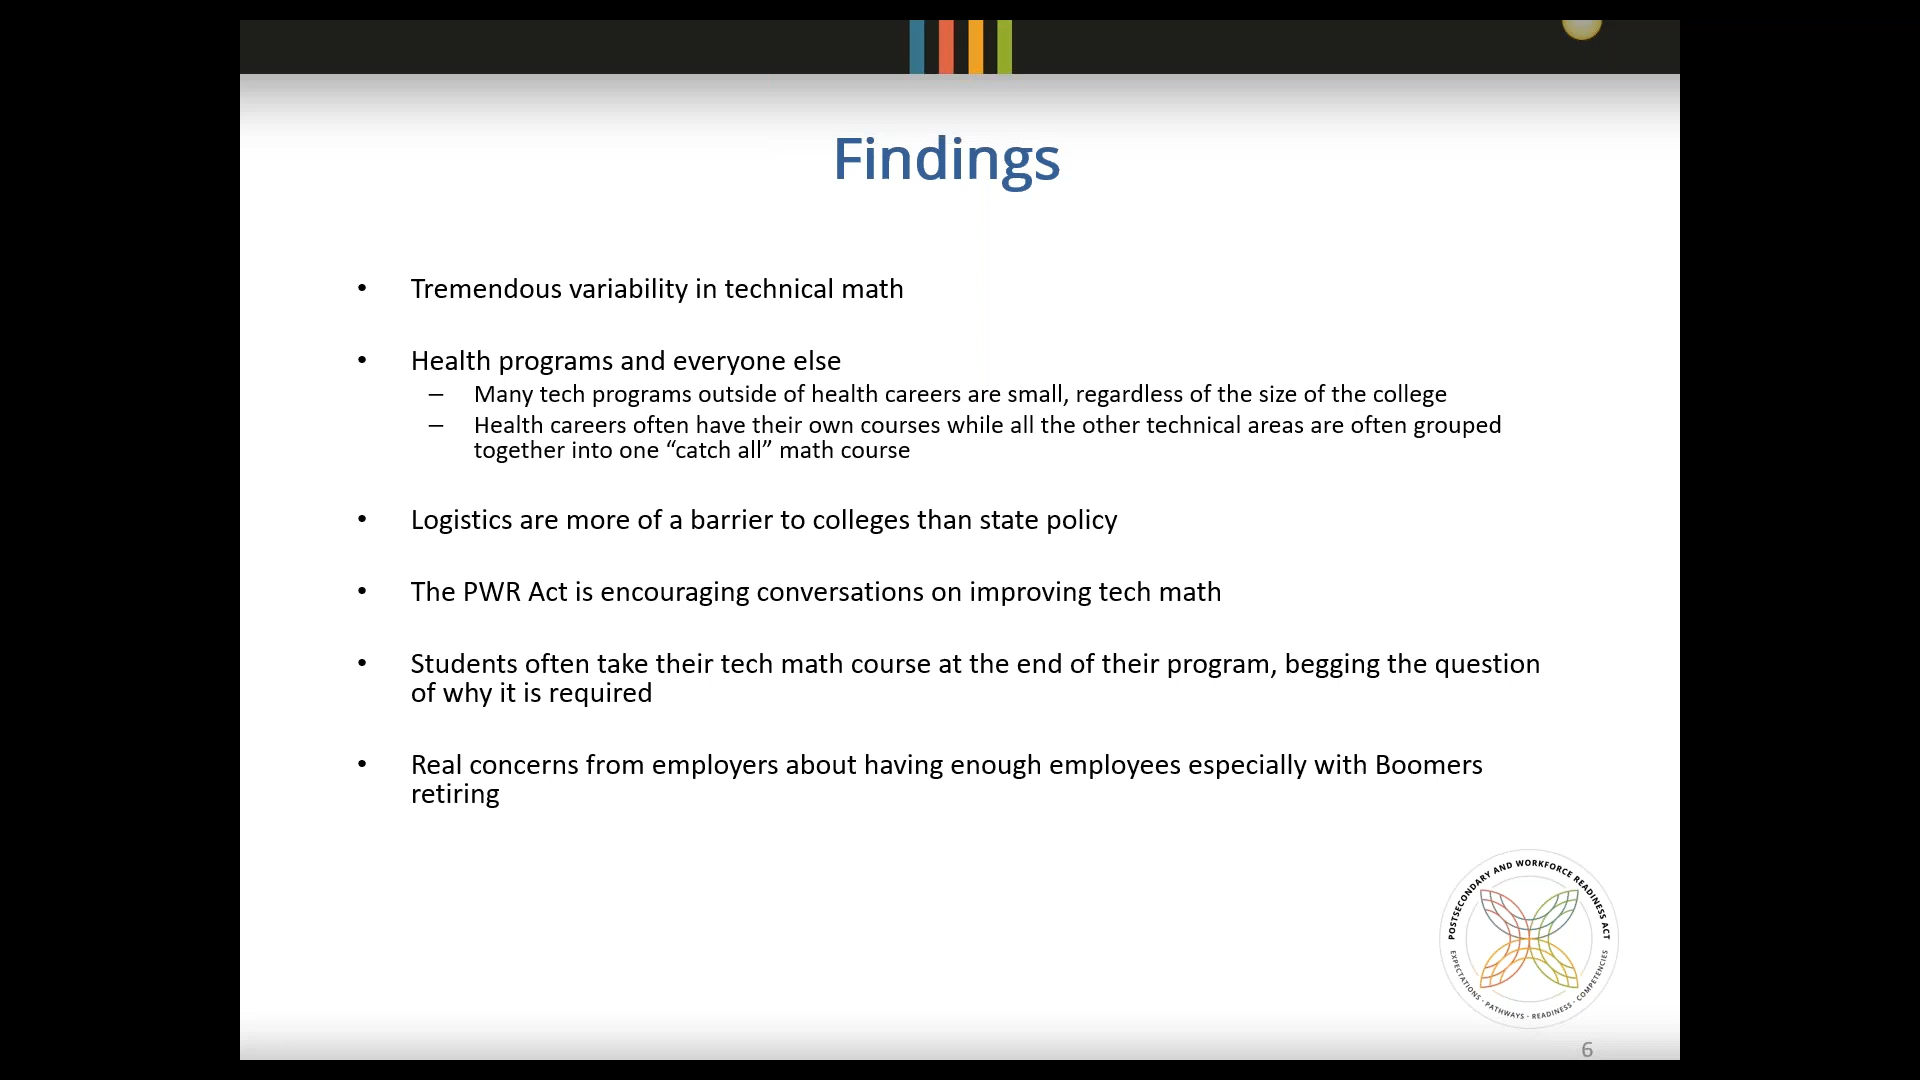 Findings
• Tremendous variability in technical math
• Health programs and everyone else
– Many tech programs outside of health careers are small, regardless of the size of the college
– Health careers often have their own courses while all the other technical areas are often grouped
together into one “catch all” math course
• Logistics are more of a barrier to colleges than state policy
• The PWR Act is encouraging conversations on improving tech math
• Students often take their tech math course at the end of their program, begging the question
of why it is required
• Real concerns from employers about having enough employees especially with Boomers
retiring
POSTSECONDARY AND WORKFORCE READINESS ACT
EXPECTATIONS · PATHWAYS · READINESS · COMPETENCIES
6